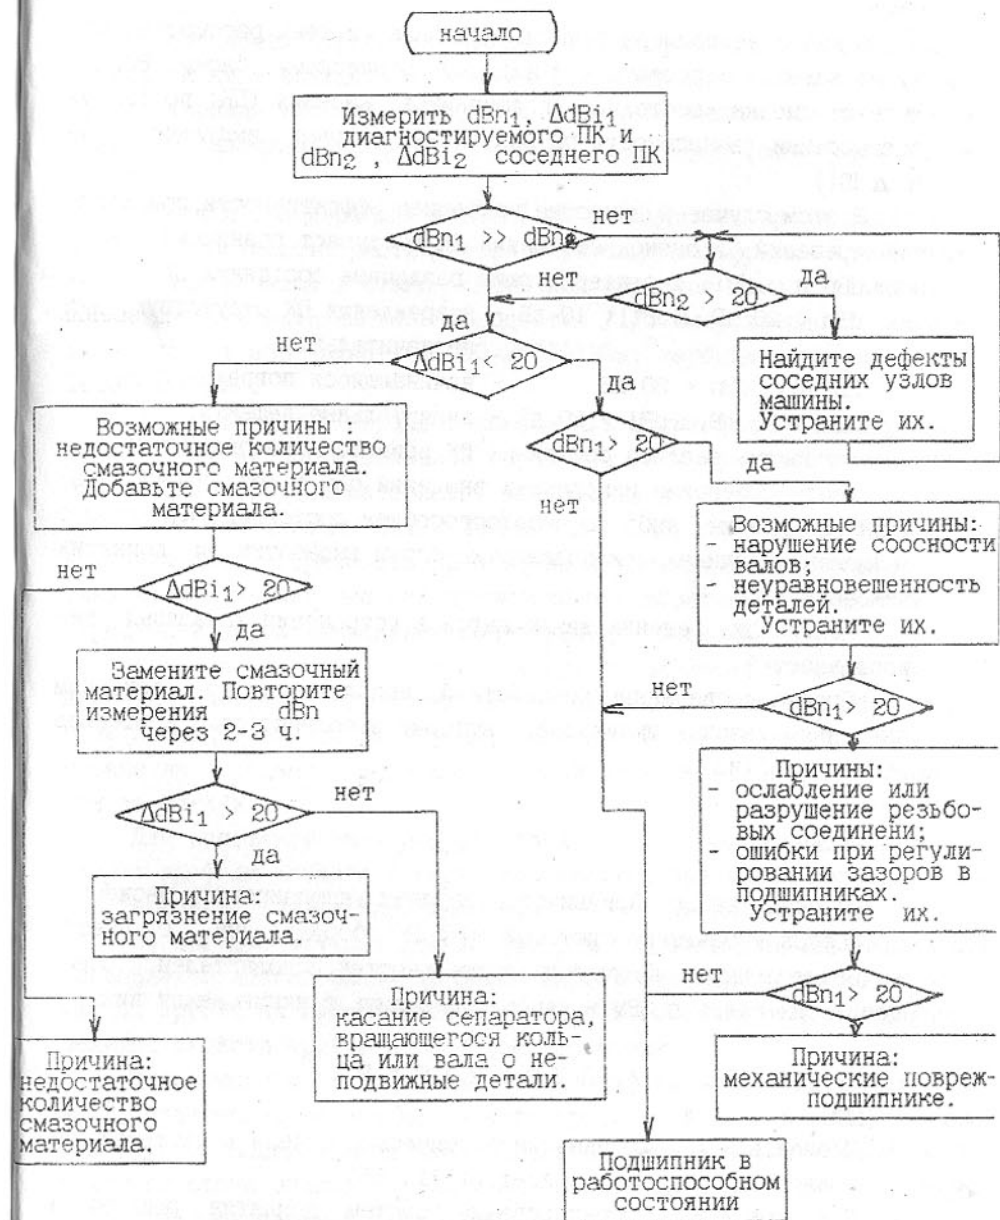 начало
Измерить dBn1, ΔdBi1
диагностируемого ПК и
dBn2 , ΔdBi2 соседнего ПК
нет
dBn1 >> dBn2
нет
да
dBn2 > 20
да
нет
ΔdBi1< 20
да
Найдите дефекты
соседних узлов
машины.
Устраните их.
Возможные причины
недостаточное количество
смазочного материала.
Добавьте смазочного
материала.
dBn1> 20
да
нет
Возможные причины:
- нарушение соосности
валов;
- неуравновешенность
деталей.
Устраните их.
нет
ΔdBi1> 20
да
Замените смазочный
материал. Повторите
измерения dBn
через 2-3 ч.
нет
dBn1> 20
да
Причины:
- ослабление или
разрушение резьбо-
вых соединени;
- ошибки при регули-
ровании зазоров в
подшипниках.
Устраните их.
нет
ΔdBi1 > 20
да
Причина:
загрязнение смазоч-
ного материала.
нет
dBn1> 20
да
Причина:
касание сепаратора,
вращающегося коль-
ца или вала о не-
подвижные детали.
Причина:
механические повреж-
подшипнике.
Причина:
недостаточное
количество
смазочного
материала.
Подшипник в
работоспособном
состоянии